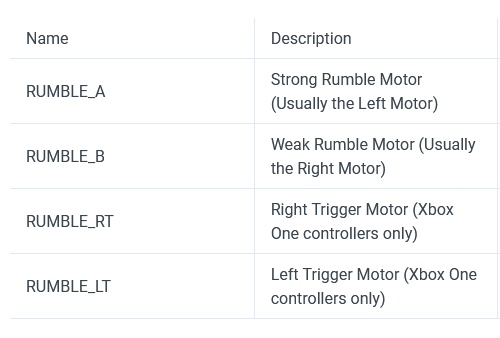 Name
Description
RUMBLE_A
Strong Rumble Motor
(Usually the Left Motor)
RUMBLE_B
Weak Rumble Motor (Usually
the Right Motor)
RUMBLE_RT
Right Trigger Motor (Xbox
One controllers only)
RUMBLE_LT
Left Trigger Motor (Xbox One
controllers only)